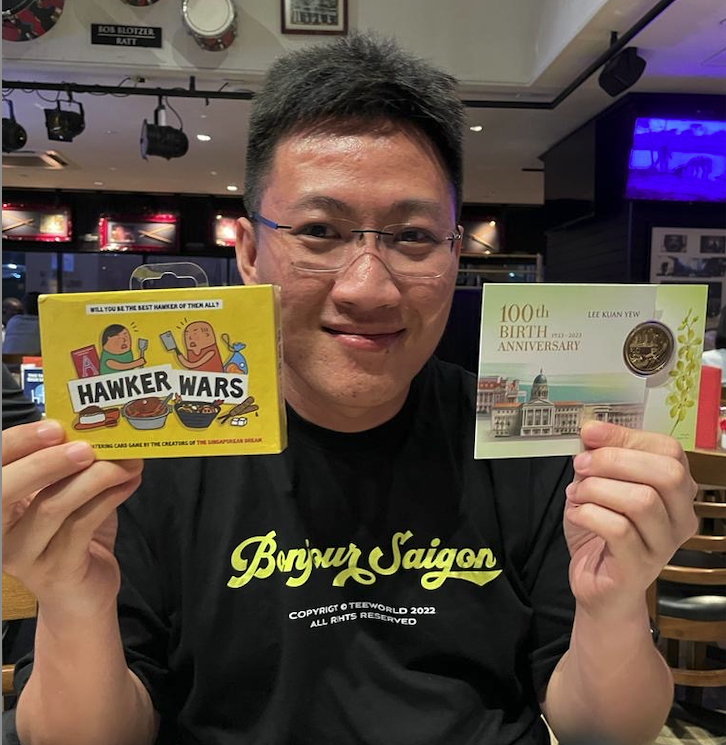 BOB BLOTZER
RATT
WILL YOU BE THE BEST HAWKER OF THEM ALL?
A
HAWKER WARS
TERING CARD GAME BY THE CREATORS OF THE SINGAPOREAN DREAM
100th
BIRTH 1923-2023
ANNIVERSARY
LEE KUAN YEW
Bonjour Saigon
COPYRIGT © TEEWORLD 2022
ALL RIHTS RESERVED